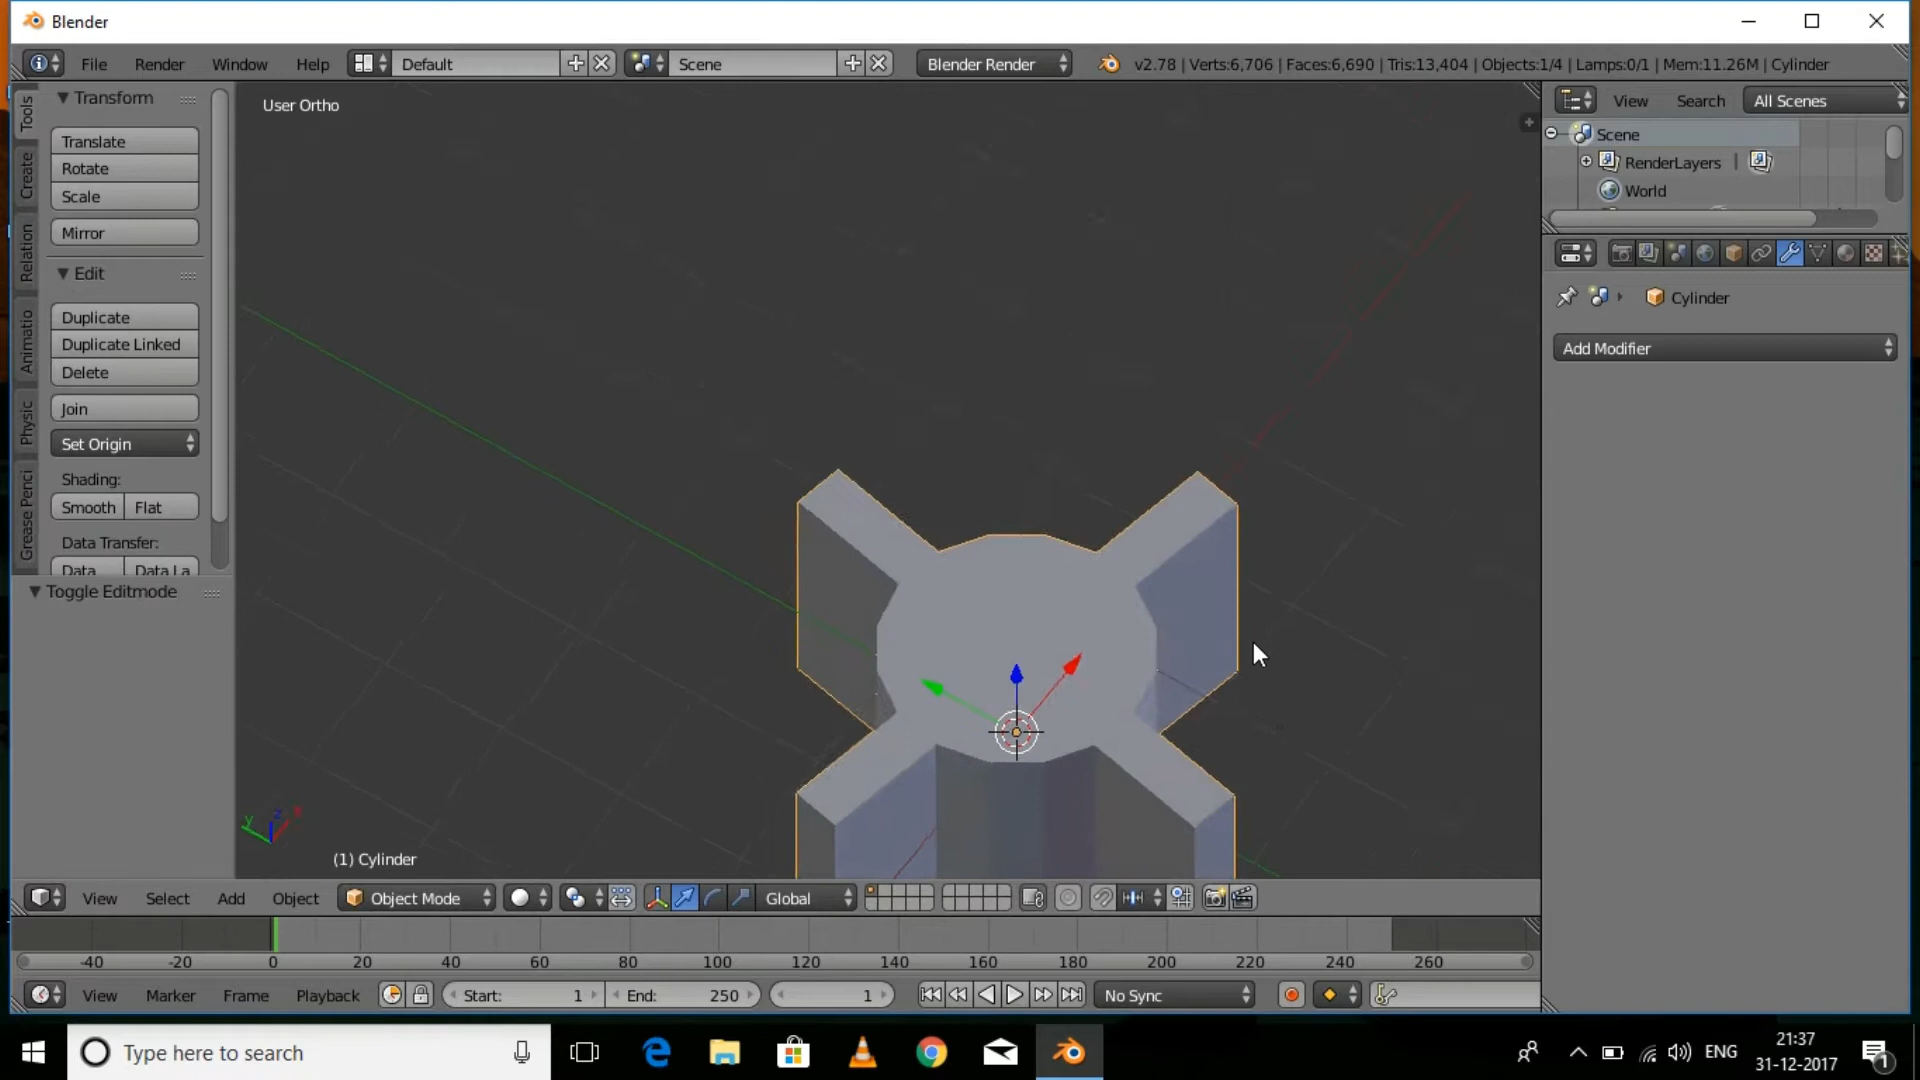 Blender
File Render Window Help Default Scene Blender Render v2.78 | Verts:6,706 | Faces:6,690 | Tris:13,404 | Objects:1/4 | Lamps:0/1 | Mem:11.26M | Cylinder
Tools
Create
Relation
Animatio
Physic
Grease Penci
Transform
Translate
Rotate
Scale
Mirror
Edit
Duplicate
Duplicate Linked
Delete
Join
Set Origin
Shading:
Smooth Flat
Data Transfer:
Data Data La
Toggle Editmode
User Ortho
y z x
(1) Cylinder
View Search All Scenes
Scene
RenderLayers
World
Cylinder
Add Modifier
View Select Add Object Object Mode Global
-40 -20 0 20 40 60 80 100 120 140 160 180 200 220 240 260
View Marker Frame Playback Start: 1 End: 250 1 No Sync
Type here to search
ENG
21:37
31-12-2017
1